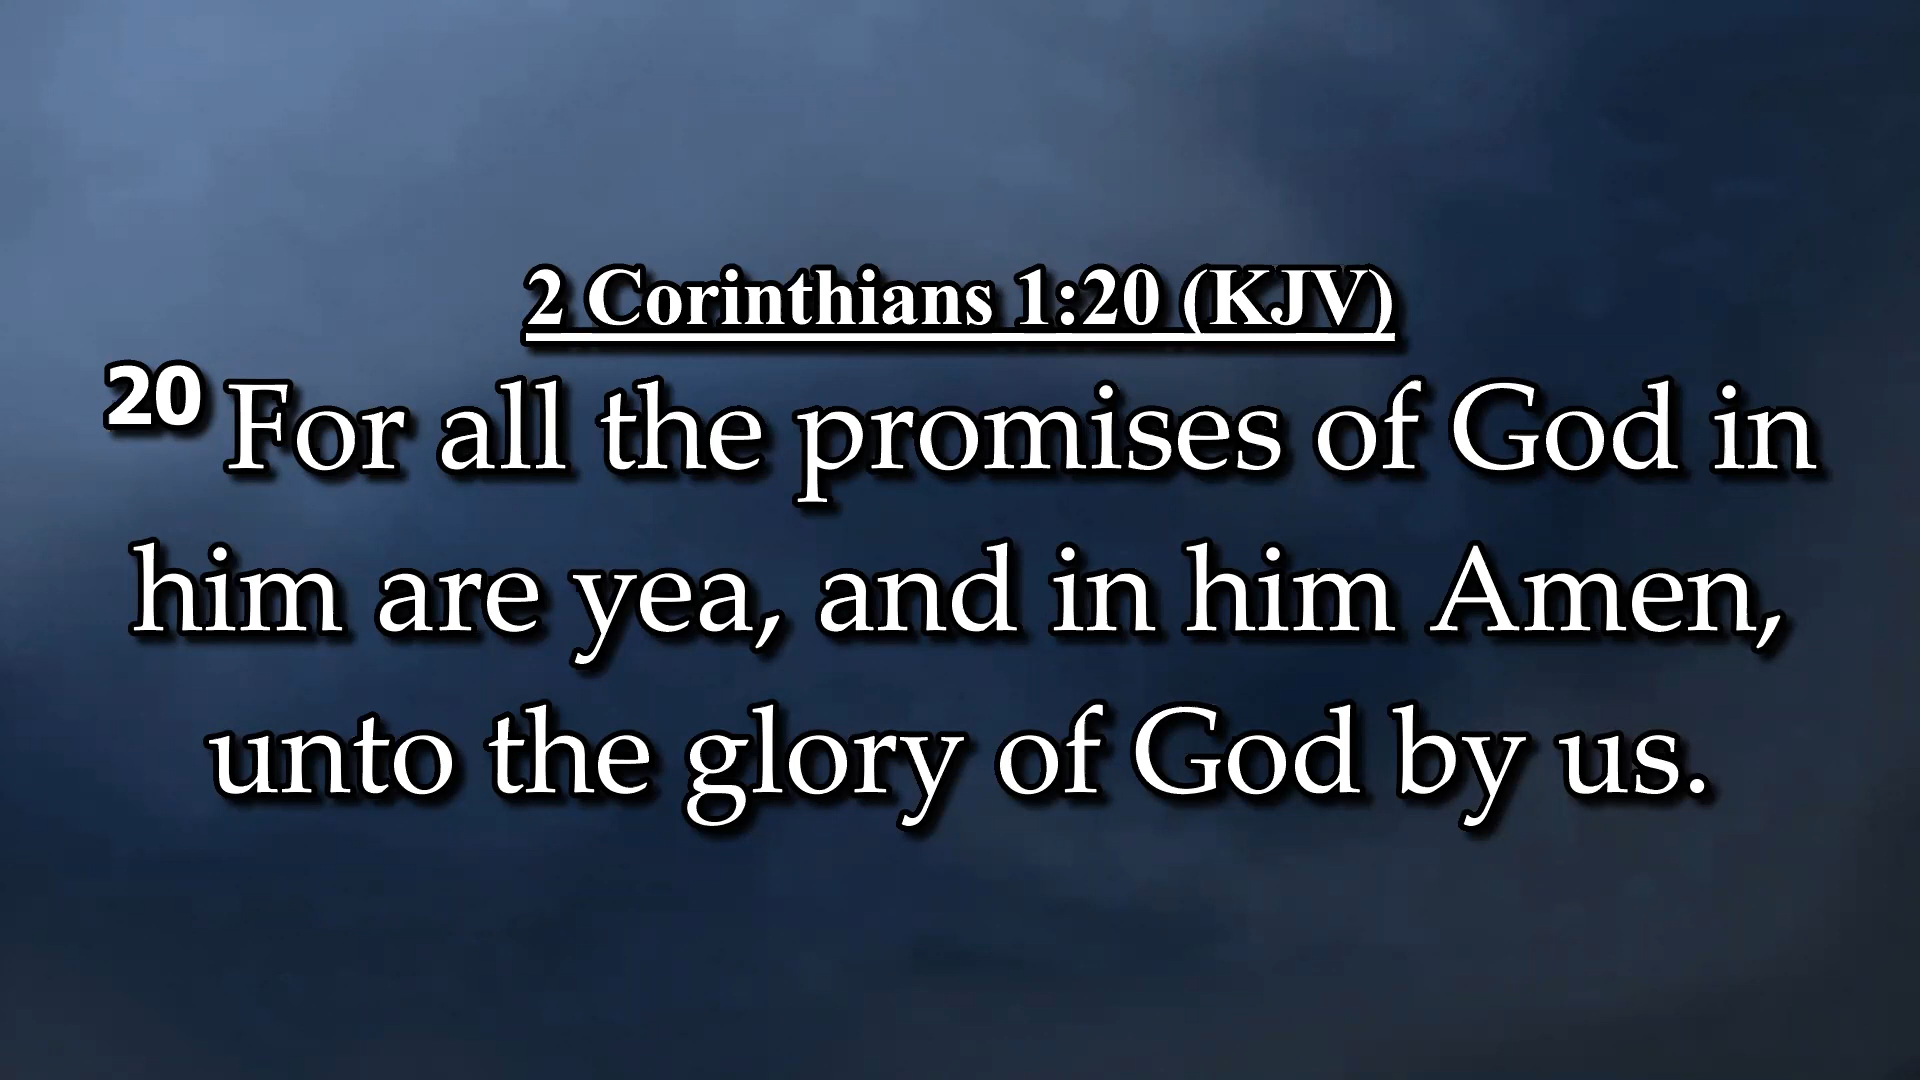 2 Corinthians 1:20 (KJV)
20 For all the promises of God in
him are yea, and in him Amen,
unto the glory of God by us.